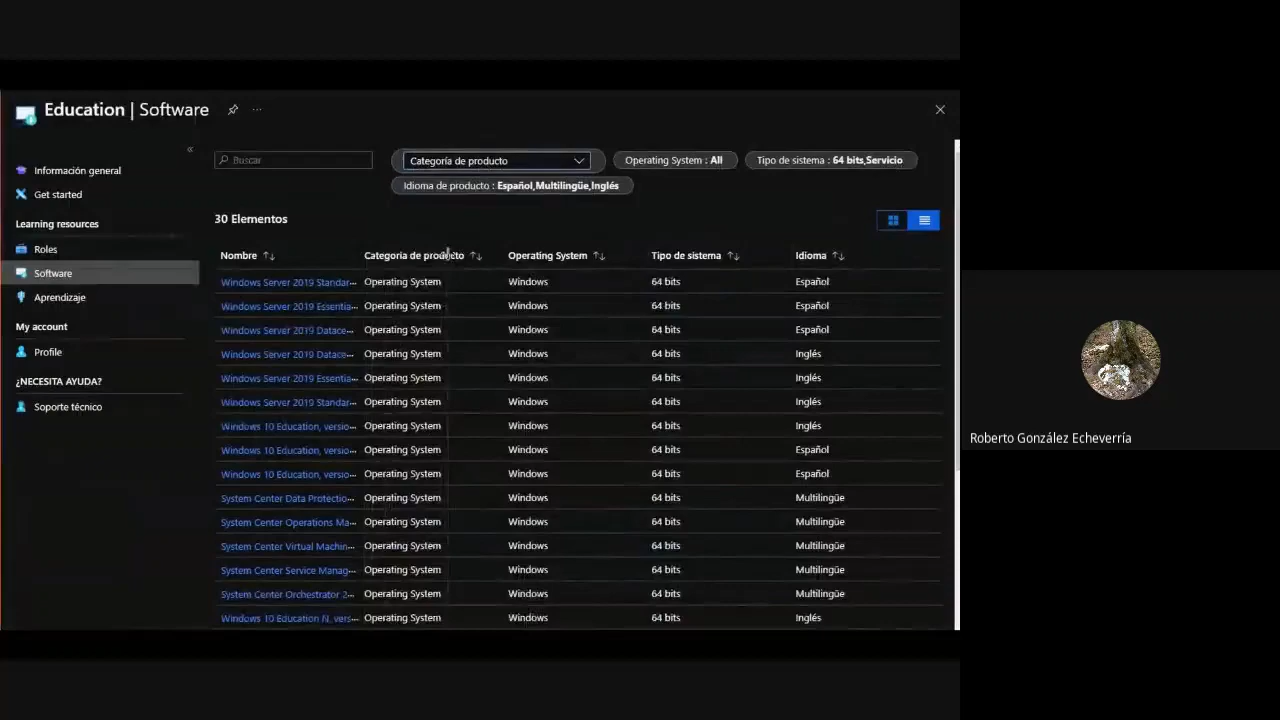 Education | Software
Buscar
Categoría de producto
Operating System : All
Tipo de sistema : 64 bits,Servicio
Idioma de producto : Español,Multilingüe,Inglés
Información general
Get started
Learning resources
Roles
Software
Aprendizaje
My account
Profile
¿NECESITA AYUDA?
Soporte técnico
30 Elementos
Nombre Categoría de producto Operating System Tipo de sistema Idioma
Windows Server 2019 Standar... Operating System Windows 64 bits Español
Windows Server 2019 Essentia... Operating System Windows 64 bits Español
Windows Server 2019 Datace... Operating System Windows 64 bits Español
Windows Server 2019 Datace... Operating System Windows 64 bits Inglés
Windows Server 2019 Essentia... Operating System Windows 64 bits Inglés
Windows Server 2019 Standar... Operating System Windows 64 bits Inglés
Windows 10 Education, versio... Operating System Windows 64 bits Inglés
Windows 10 Education, versio... Operating System Windows 64 bits Español
Windows 10 Education, versio... Operating System Windows 64 bits Español
System Center Data Protectio... Operating System Windows 64 bits Multilingüe
System Center Operations Ma... Operating System Windows 64 bits Multilingüe
System Center Virtual Machin... Operating System Windows 64 bits Multilingüe
System Center Service Manag... Operating System Windows 64 bits Multilingüe
System Center Orchestrator 2... Operating System Windows 64 bits Multilingüe
Windows 10 Education N, vers... Operating System Windows 64 bits Inglés
Roberto González Echeverría